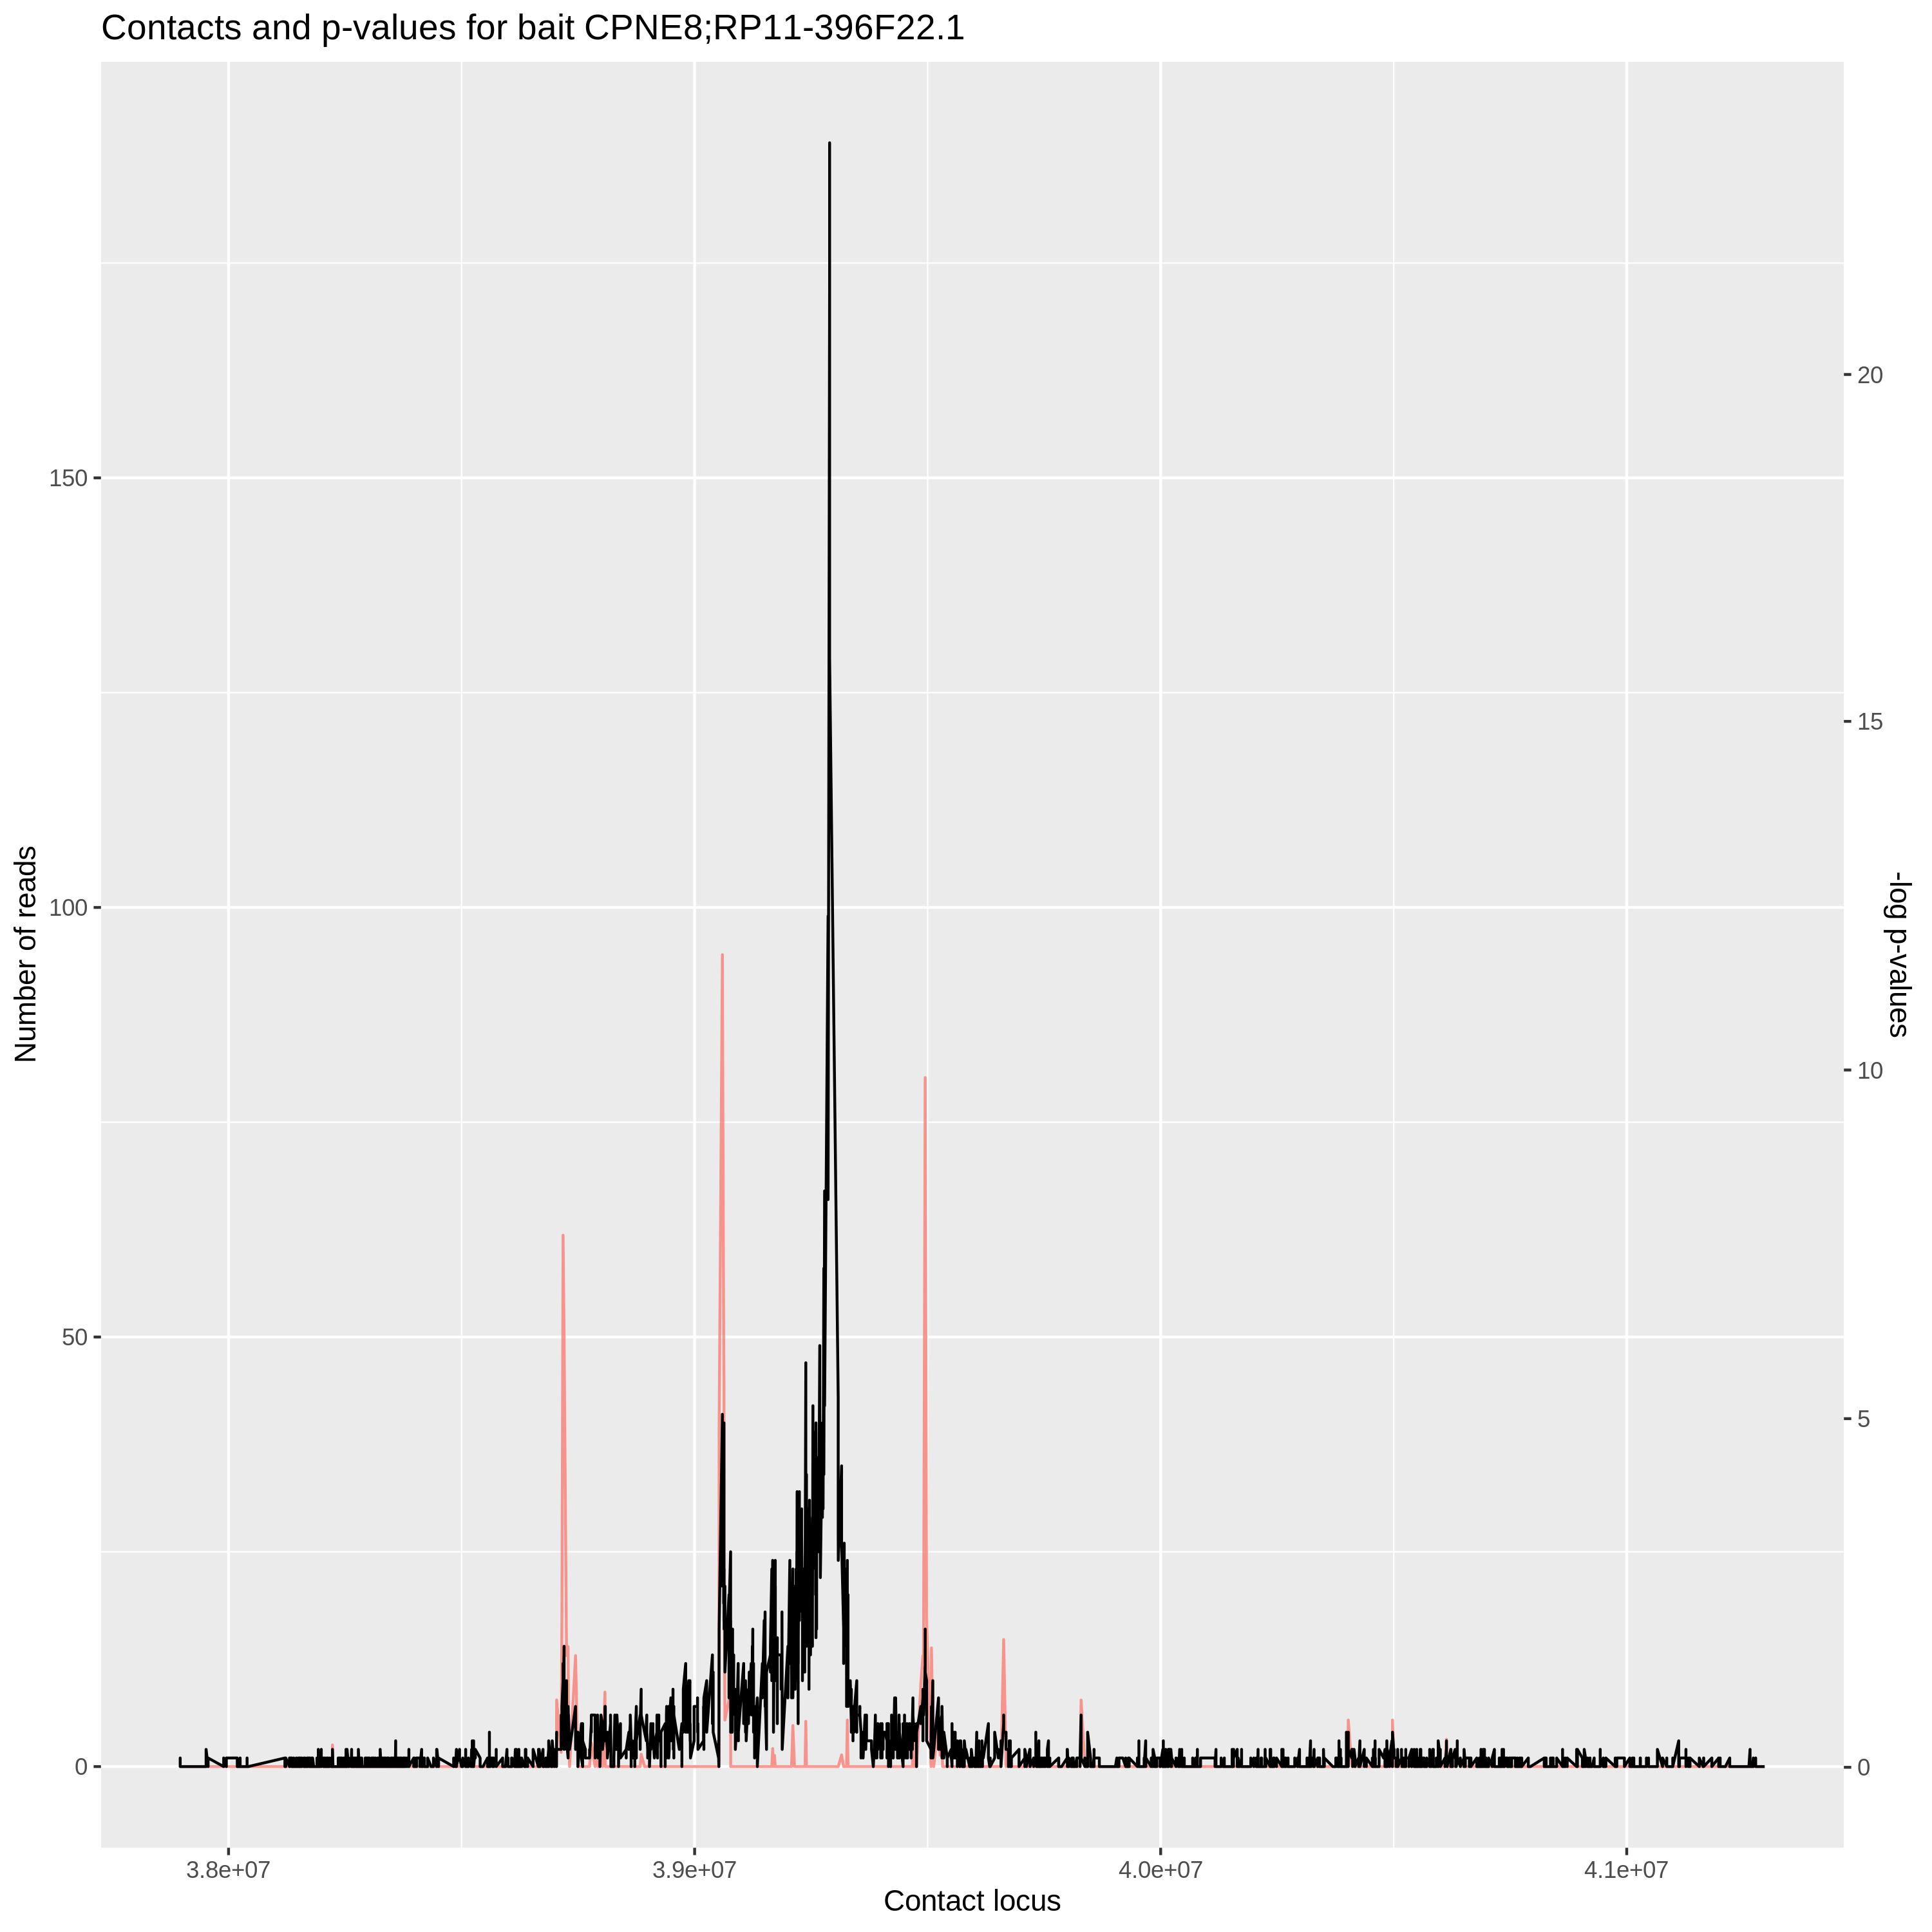 Contacts and p-values for bait CPNE8;RP11-396F22.1
Number of reads
150
100
50
0
20
15
10
5
0
-log p-values
3.8e+07 3.9e+07 4.0e+07 4.1e+07
Contact locus